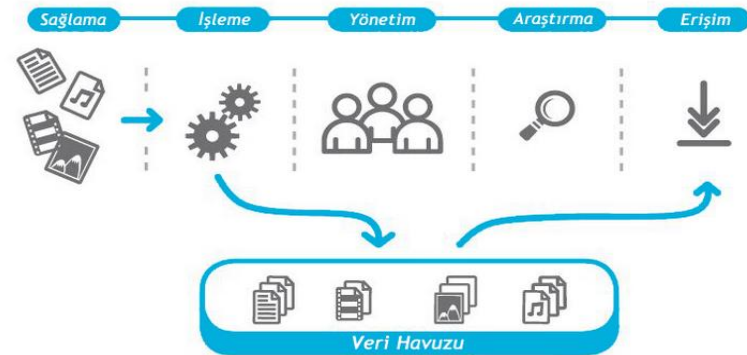 Sağlama
İşleme
Yönetim
Araştırma
Erişim
Veri Havuzu